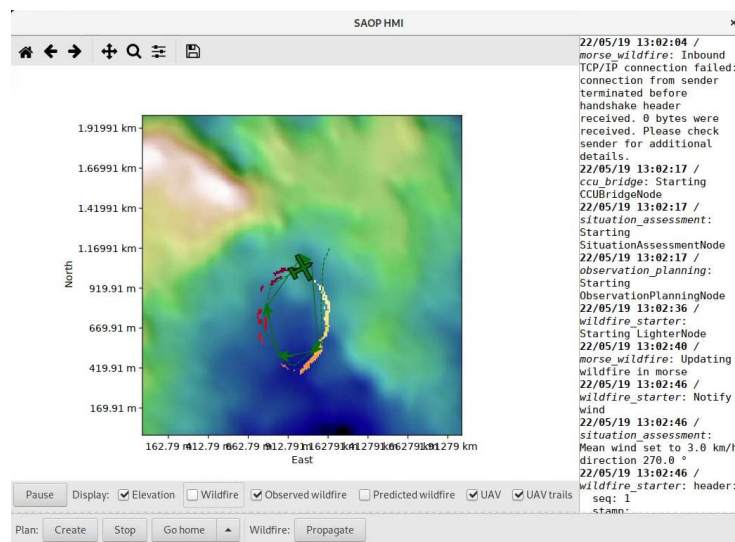 SAOP HMI
22/05/19 13:02:04 /
morse_wildfire: Inbound
TCP/IP connection failed:
connection from sender
terminated before
handshake header
received. 0 bytes were
received. Please check
sender for additional
details.
22/05/19 13:02:17 /
ccu_bridge: Starting
CCUBridgeNode
22/05/19 13:02:17 /
situation_assessment:
Starting
SituationAssessmentNode
22/05/19 13:02:17 /
observation_planning:
Starting
ObservationPlanningNode
22/05/19 13:02:36 /
wildfire_starter:
Starting LighterNode
22/05/19 13:02:40 /
morse_wildfire: Updating
wildfire in morse
22/05/19 13:02:46 /
wildfire_starter: Notify
wind
22/05/19 13:02:46 /
situation_assessment:
Mean wind set to 3.0 km/h
direction 270.0 °
22/05/19 13:02:46 /
wildfire_starter: header:
seq: 1
stamp:
1.91991 km
1.66991 km
1.41991 km
1.16991 km
919.91 m
669.91 m
419.91 m
169.91 m
North
162.79 m
East
Pause Display: Elevation Wildfire Observed wildfire Predicted wildfire UAV UAV trails
Plan: Create Stop Go home Wildfire: Propagate